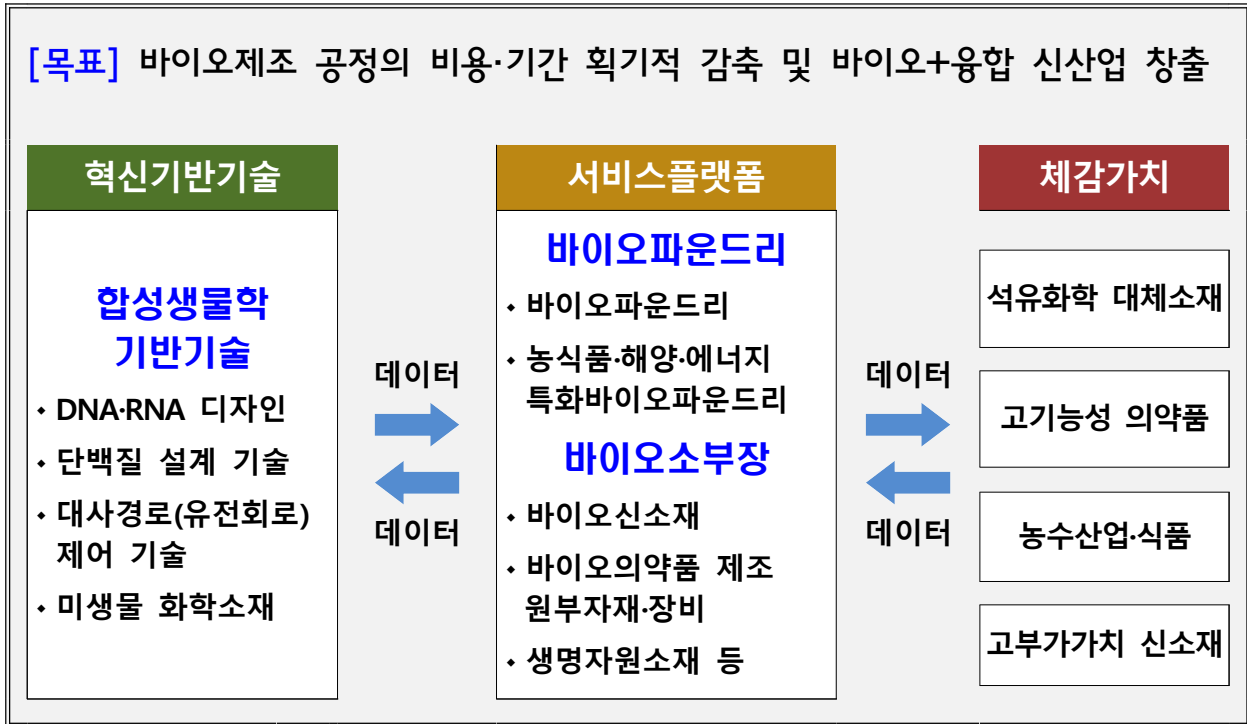 [목표] 바이오제조 공정의 비용·기간 획기적 감축 및 바이오+융합 신산업 창출
혁신기반기술
합성생물학
기반기술
⬩ DNA·RNA 디자인
⬩ 단백질 설계 기술
⬩ 대사경로(유전회로)
제어 기술
⬩ 미생물 화학소재
데이터
데이터
서비스플랫폼
바이오파운드리
⬩ 바이오파운드리
⬩ 농식품·해양·에너지
특화바이오파운드리
바이오소부장
⬩ 바이오신소재
⬩ 바이오의약품 제조
원부자재·장비
⬩ 생명자원소재 등
데이터
데이터
체감가치
석유화학 대체소재
고기능성 의약품
농수산업·식품
고부가가치 신소재